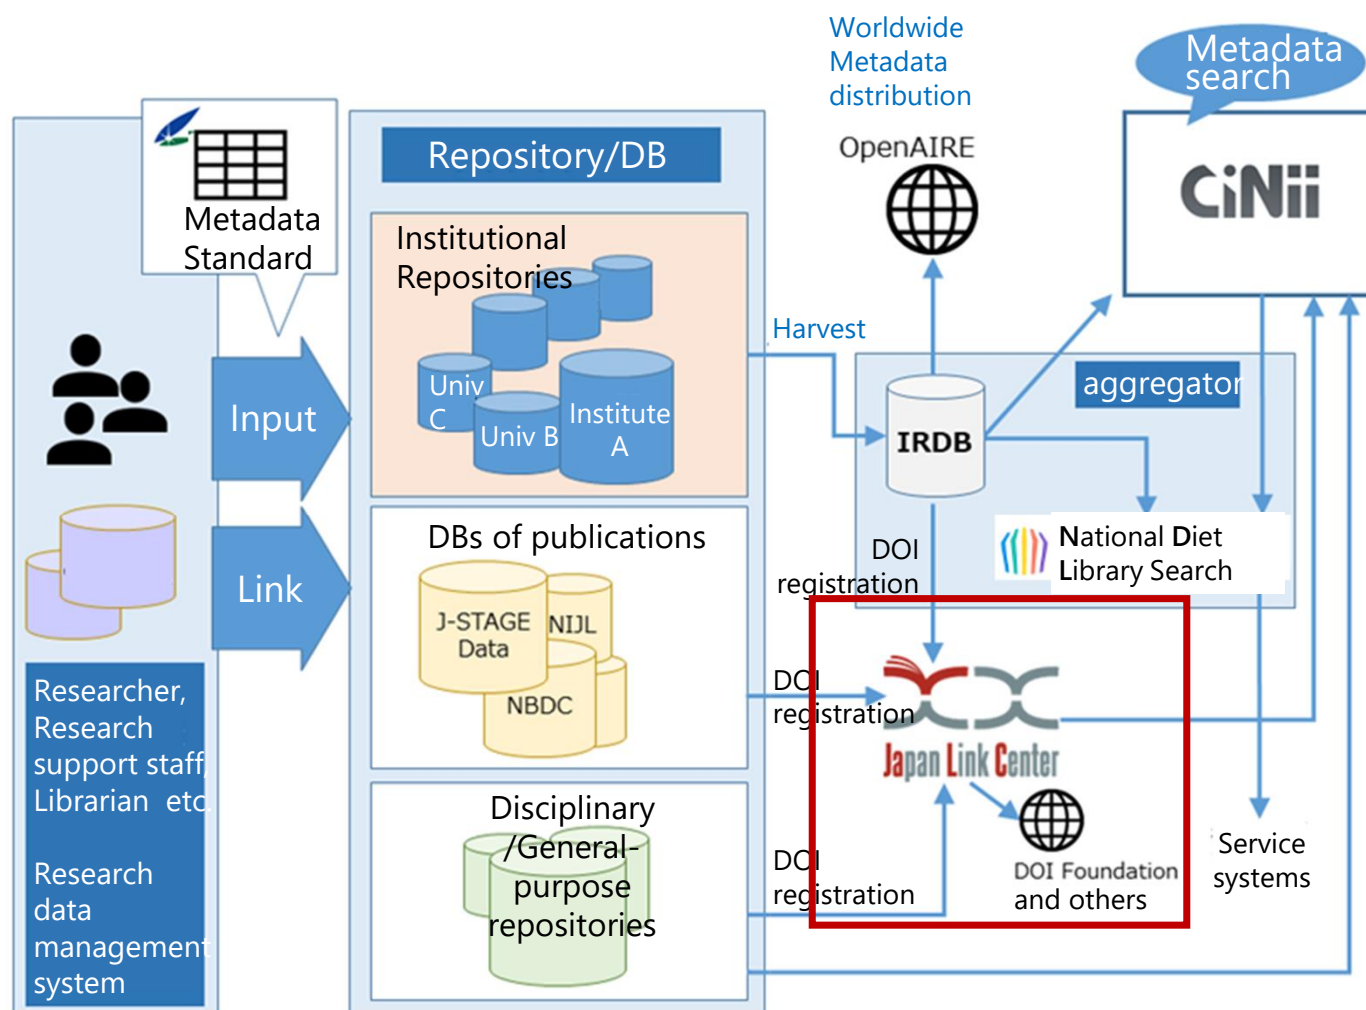 Worldwide
Metadata
distribution
OpenAIRE
Metadata
search
CiNii
Metadata
Standard
Repository/DB
Institutional
Repositories
Univ
C
Univ B
Institute
A
Harvest
aggregator
IRDB
Input
Link
DBs of publications
J-STAGE
Data
NIJL
NBDC
National Diet
Library Search
DOI
registration
DOI
registration
Japan Link Center
Researcher,
Research
support staff,
Librarian etc.
Research
data
management
system
Disciplinary
/General-
purpose
repositories
DOI
registration
DOI Foundation
and others
Service
systems